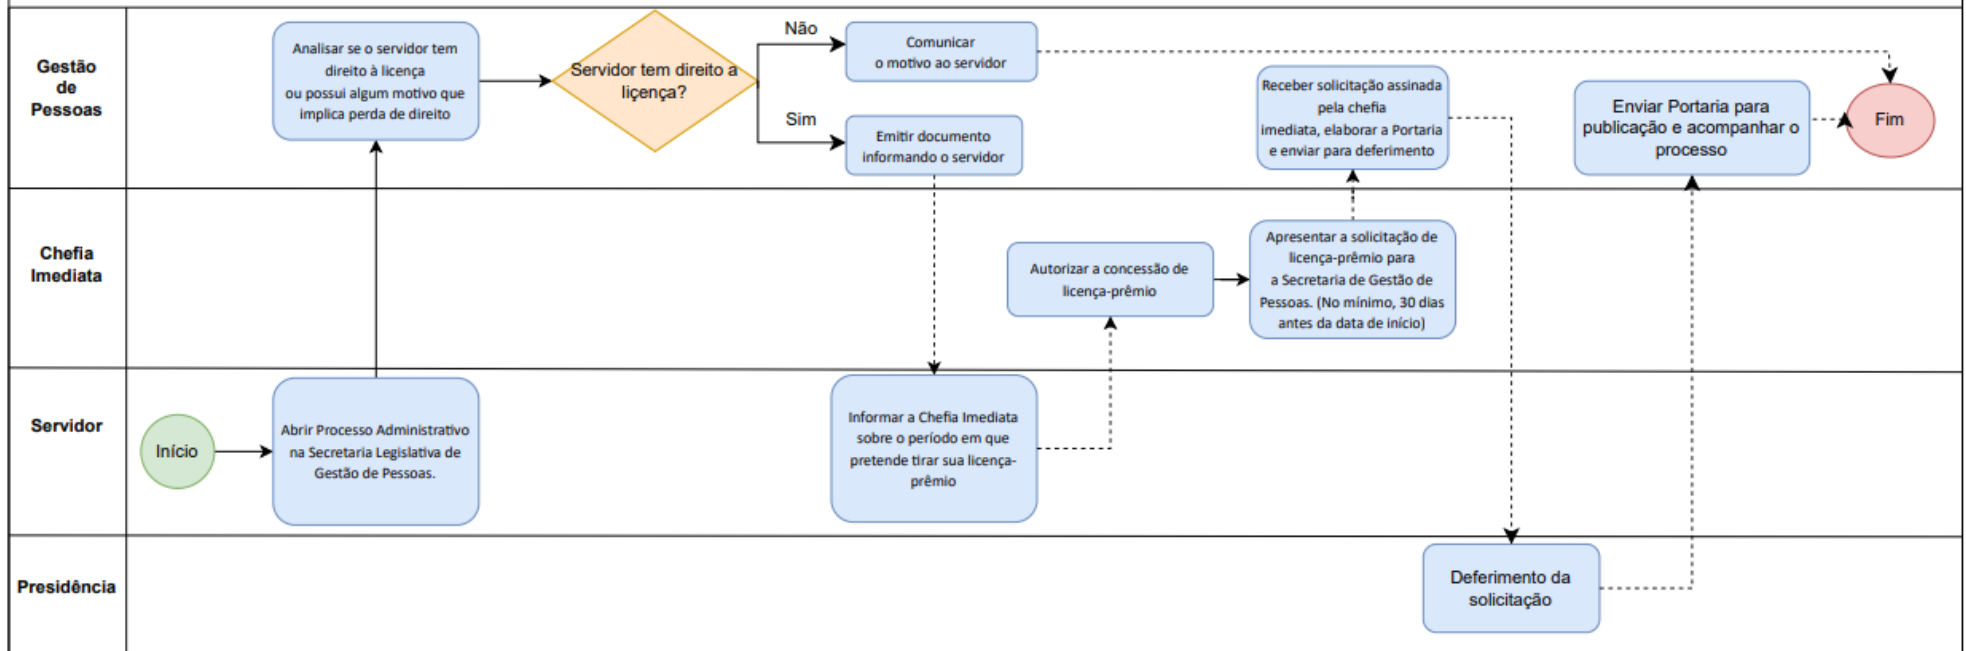 Gestão
de
Pessoas
Analisar se o servidor tem
direito à licença
ou possui algum motivo que
implica perda de direito
Servidor tem direito a
liçença?
Não
Sim
Comunicar
o motivo ao servidor
Emitir documento
informando o servidor
Receber solicitação assinada
pela chefia
imediata, elaborar a Portaria
e enviar para deferimento
Enviar Portaria para
publicação e acompanhar o
processo
Fim
Chefia
Imediata
Autorizar a concessão de
licença-prêmio
Apresentar a solicitação de
licença-prêmio para
a Secretaria de Gestão de
Pessoas. (No mínimo, 30 dias
antes da data de início)
Servidor
Início
Abrir Processo Administrativo
na Secretaria Legislativa de
Gestão de Pessoas.
Informar a Chefia Imediata
sobre o período em que
pretende tirar sua licença-
prêmio
Presidência
Deferimento da
solicitação